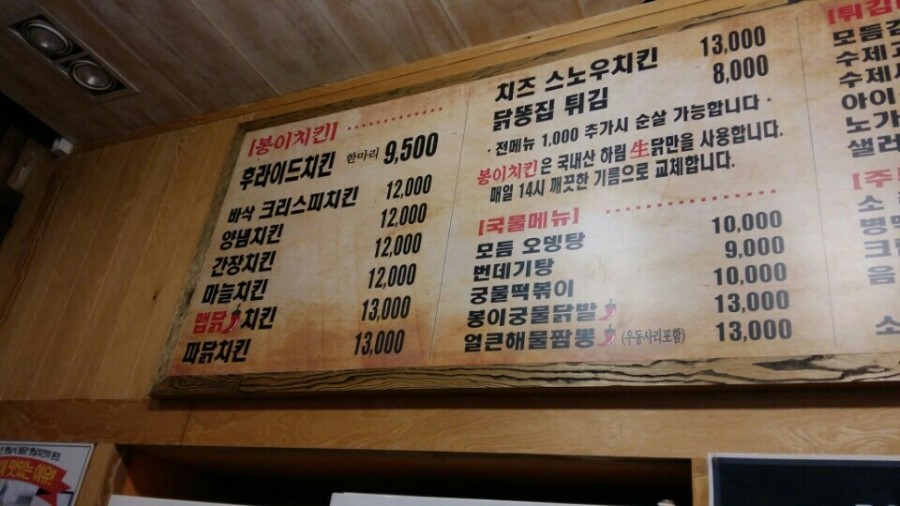 [봉이치킨]
후라이드치킨 한마리 9,500
바삭 크리스피치킨 12,000
양념치킨 12,000
간장치킨 12,000
마늘치킨 12,000
맵닭치킨 13,000
파닭치킨 13,000
치즈 스노우치킨 13,000
닭똥집 튀김 8,000
· 전메뉴 1,000 추가시 순살 가능합니다 ·
봉이치킨은 국내산 하림 生닭만을 사용합니다.
매일 14시 깨끗한 기름으로 교체합니다.
[국물메뉴]
모듬 오뎅탕 10,000
번데기탕 9,000
궁물떡볶이 10,000
봉이궁물닭발 13,000
얼큰해물짬뽕 (우동사리포함) 13,000
[튀김
모듬
수제
수제
아이
노가
샐러
[주
소
병맥
크
음
소